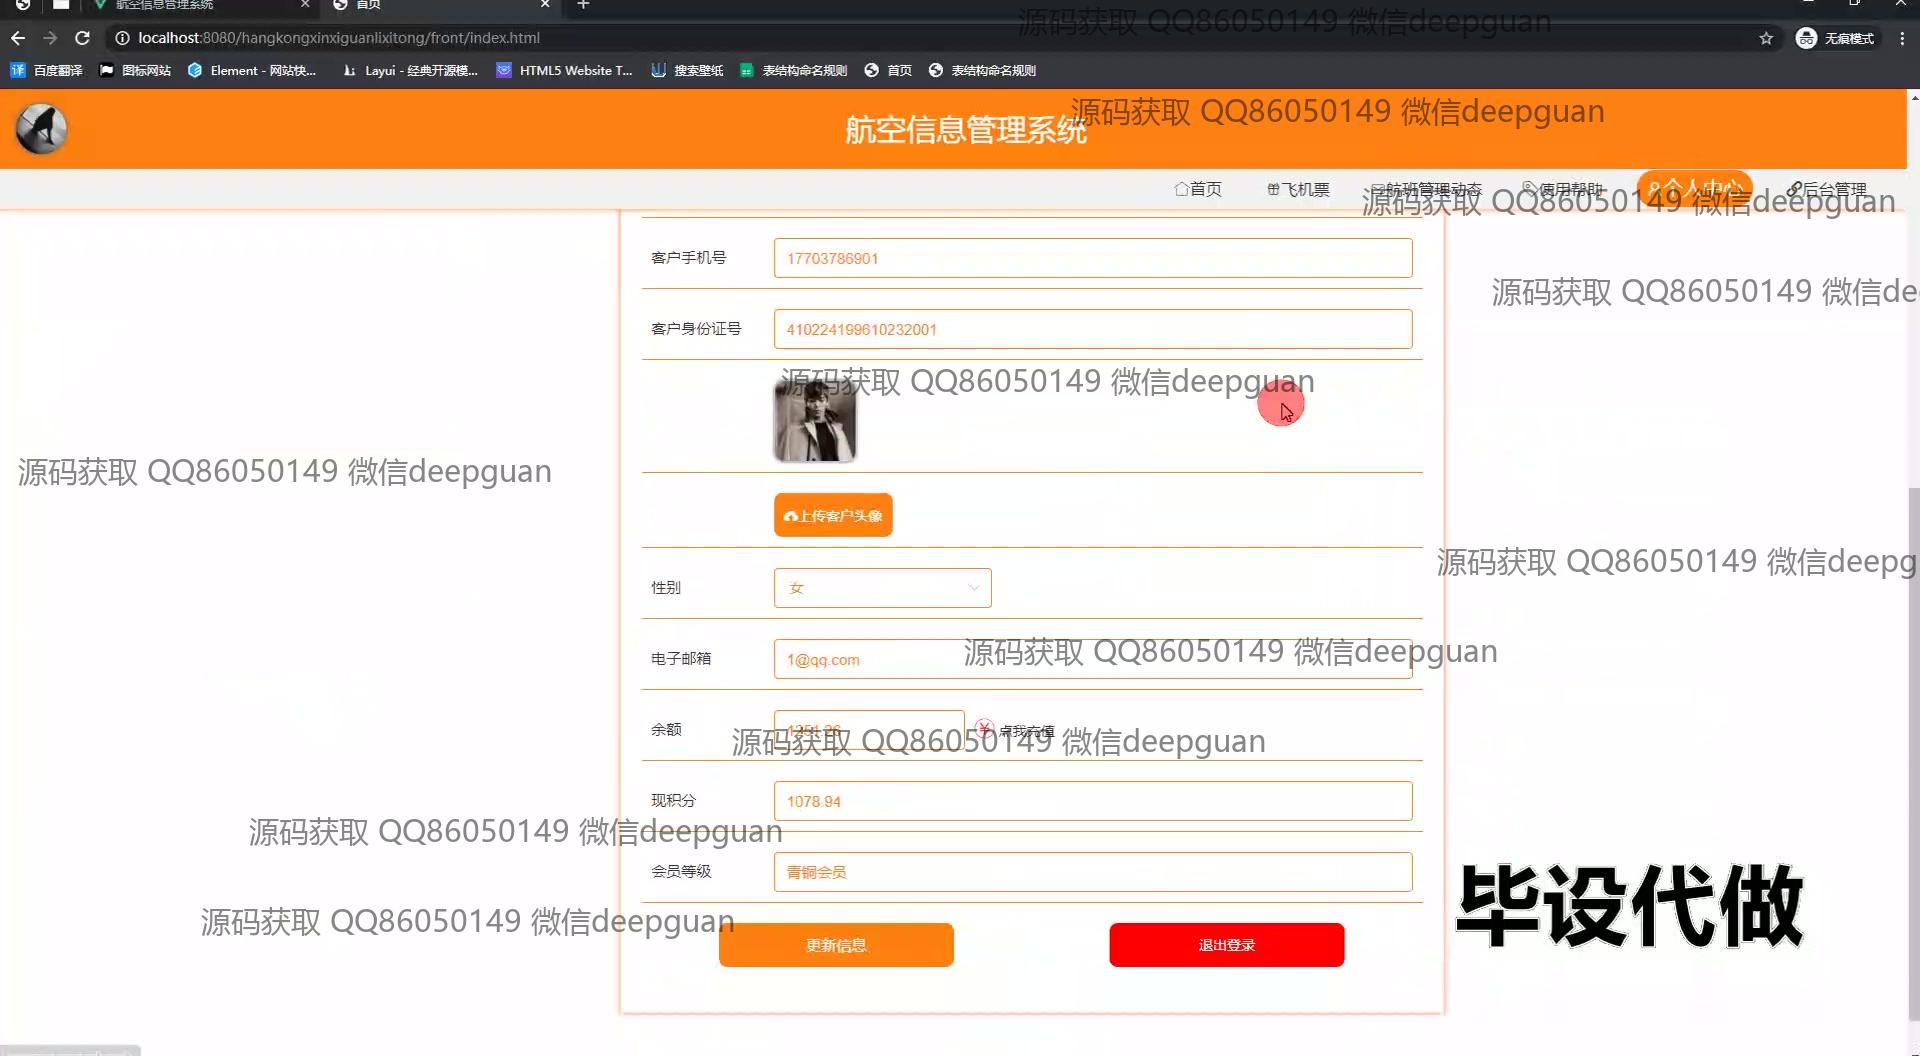 航空信息管理系统
首页
localhost:8080/hangkongxinxiguanlixitong/front/index.html
无痕模式
百度翻译
图标网站
Element - 网站快...
Layui - 经典开源模...
HTML5 Website T...
搜索壁纸
表结构命名规则
首页
表结构命名规则
源码获取 QQ86050149 微信deepguan
航空信息管理系统
源码获取 QQ86050149 微信deepguan
首页
飞机票
航班管理动态
使用帮助
个人中心
后台管理
源码获取 QQ86050149 微信deepguan
客户手机号
17703786901
源码获取 QQ86050149 微信dee
客户身份证号
410224199610232001
源码获取 QQ86050149 微信deepguan
源码获取 QQ86050149 微信deepguan
上传客户头像
源码获取 QQ86050149 微信deepg
性别
女
电子邮箱
1@qq.com
源码获取 QQ86050149 微信deepguan
余额
1251.26
点我充值
源码获取 QQ86050149 微信deepguan
现积分
1078.94
源码获取 QQ86050149 微信deepguan
会员等级
青铜会员
源码获取 QQ86050149 微信deepguan
更新信息
退出登录
毕设代做